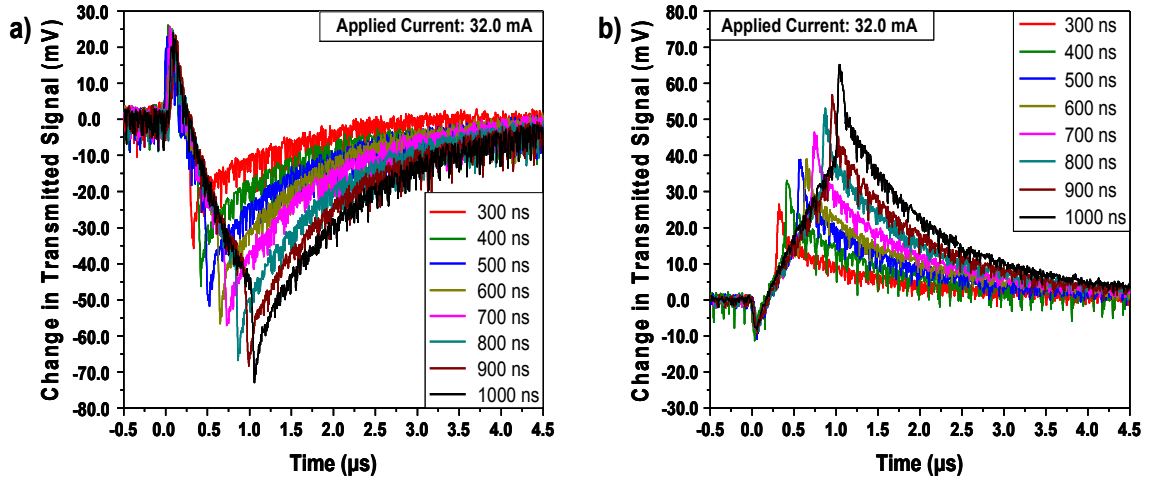 a)
Applied Current: 32.0 mA
Change in Transmitted Signal (mV)
30.0
20.0
10.0
0.0
-10.0
-20.0
-30.0
-40.0
-50.0
-60.0
-70.0
-80.0
300 ns
400 ns
500 ns
600 ns
700 ns
800 ns
900 ns
1000 ns
-0.5 0.0 0.5 1.0 1.5 2.0 2.5 3.0 3.5 4.0 4.5
Time (µs)
b)
Applied Current: 32.0 mA
Change in Transmitted Signal (mV)
80.0
70.0
60.0
50.0
40.0
30.0
20.0
10.0
0.0
-10.0
-20.0
-30.0
300 ns
400 ns
500 ns
600 ns
700 ns
800 ns
900 ns
1000 ns
-0.5 0.0 0.5 1.0 1.5 2.0 2.5 3.0 3.5 4.0 4.5
Time (µs)